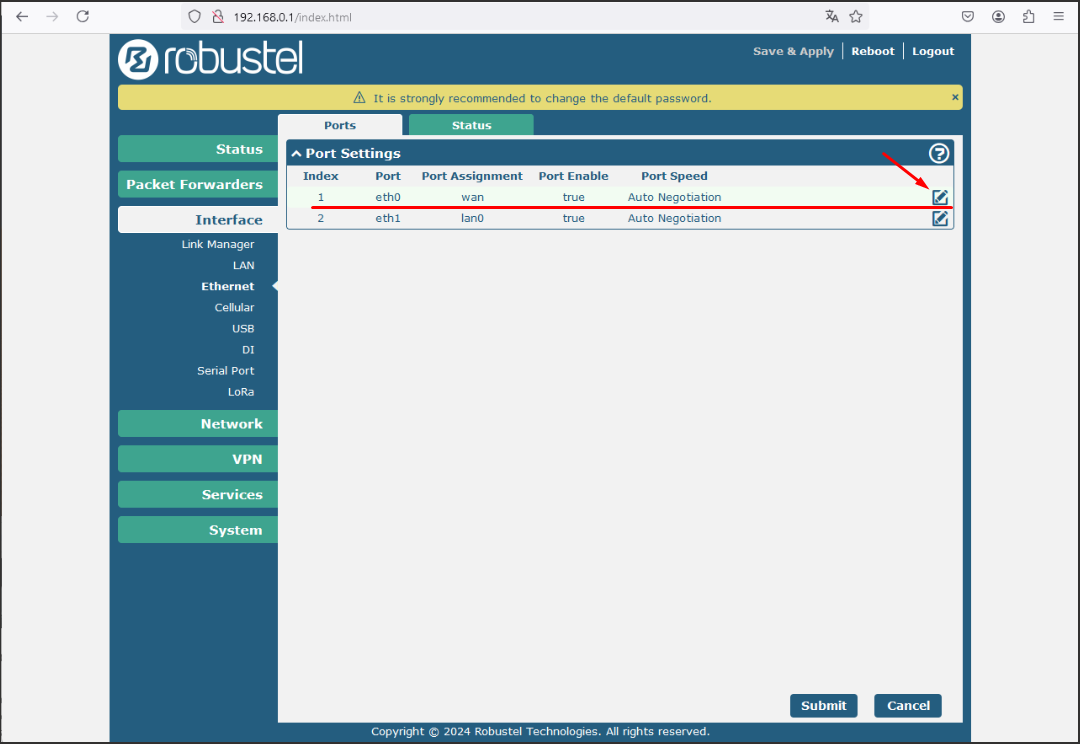 192.168.0.1/index.html
robustel
Save & Apply Reboot Logout
It is strongly recommended to change the default password. ×
Ports Status
Status
Packet Forwarders
Interface
Link Manager
LAN
Ethernet
Cellular
USB
DI
Serial Port
LoRa
Network
VPN
Services
System
Port Settings ?
Index Port Port Assignment Port Enable Port Speed
1 eth0 wan true Auto Negotiation
2 eth1 lan0 true Auto Negotiation
Submit Cancel
Copyright © 2024 Robustel Technologies. All rights reserved.